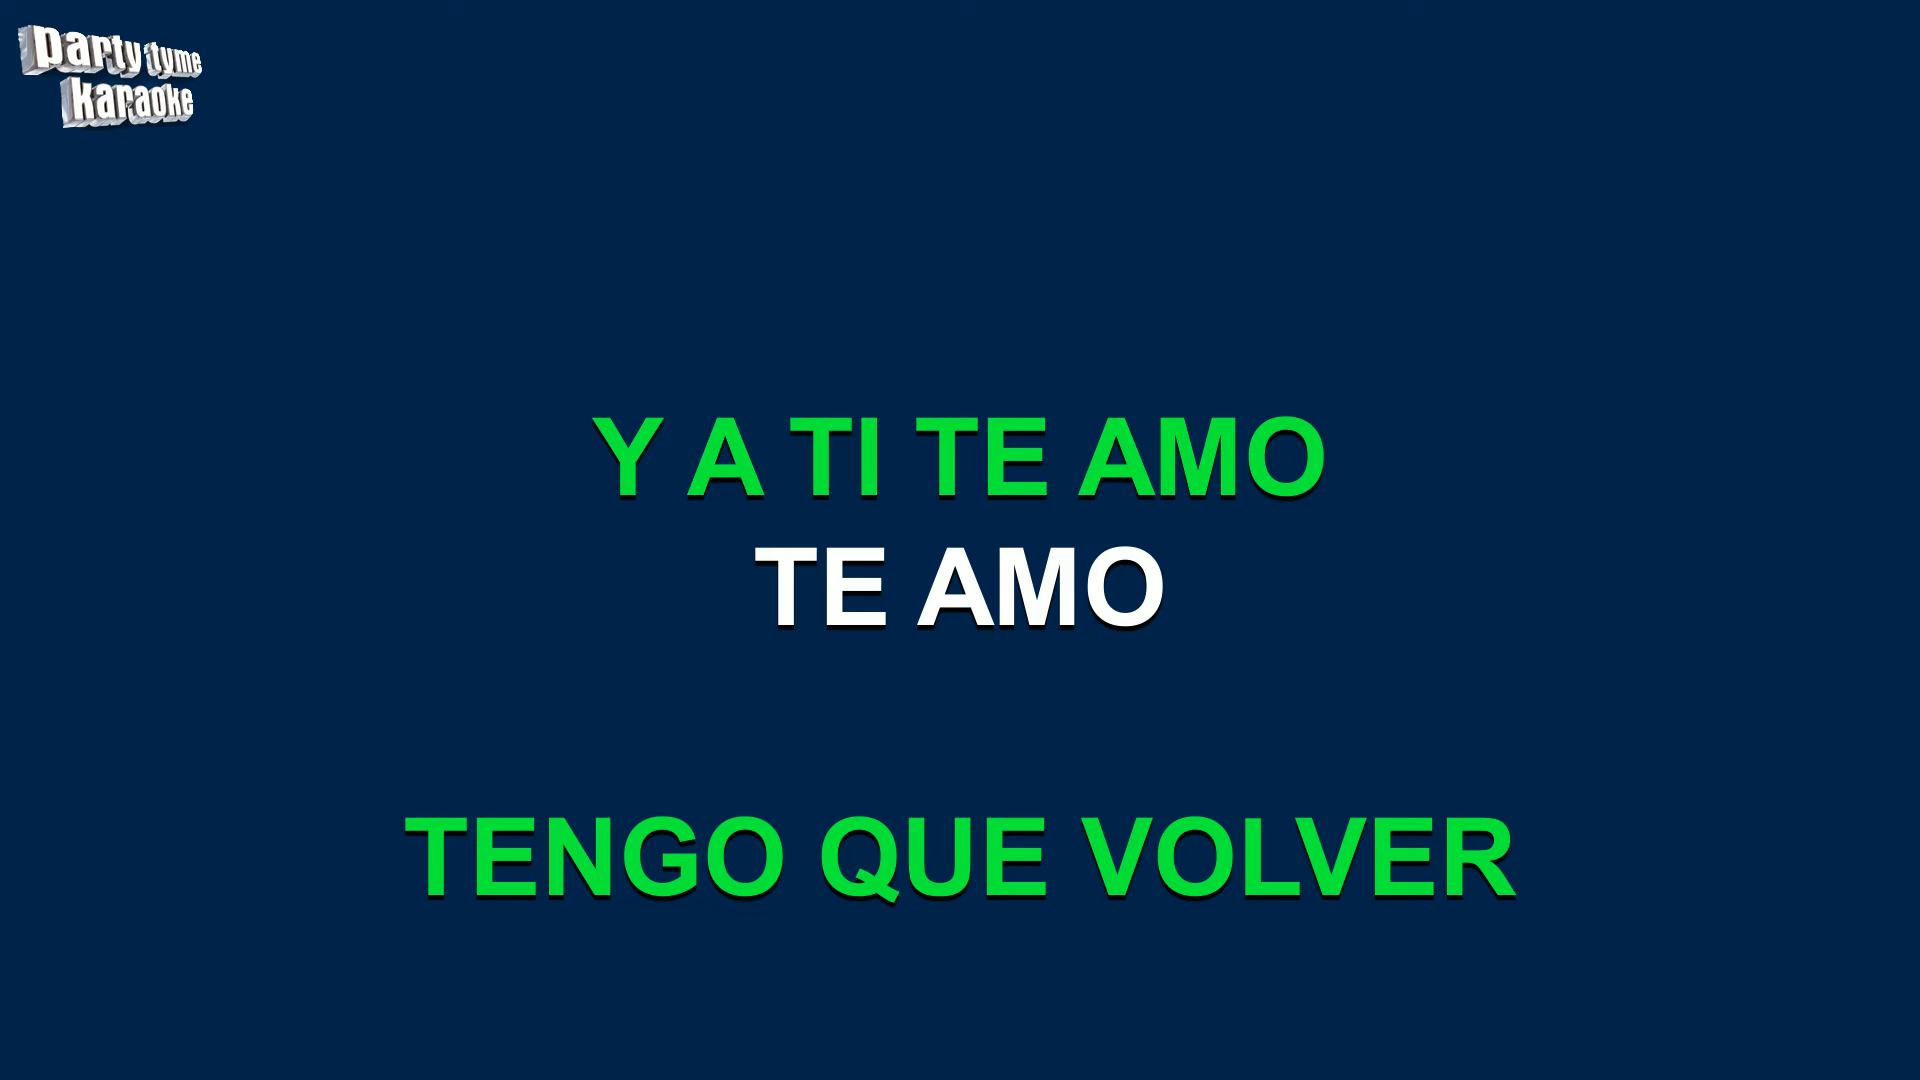 party tyme
karaoke
Y A TI TE AMO
TE AMO
TENGO QUE VOLVER